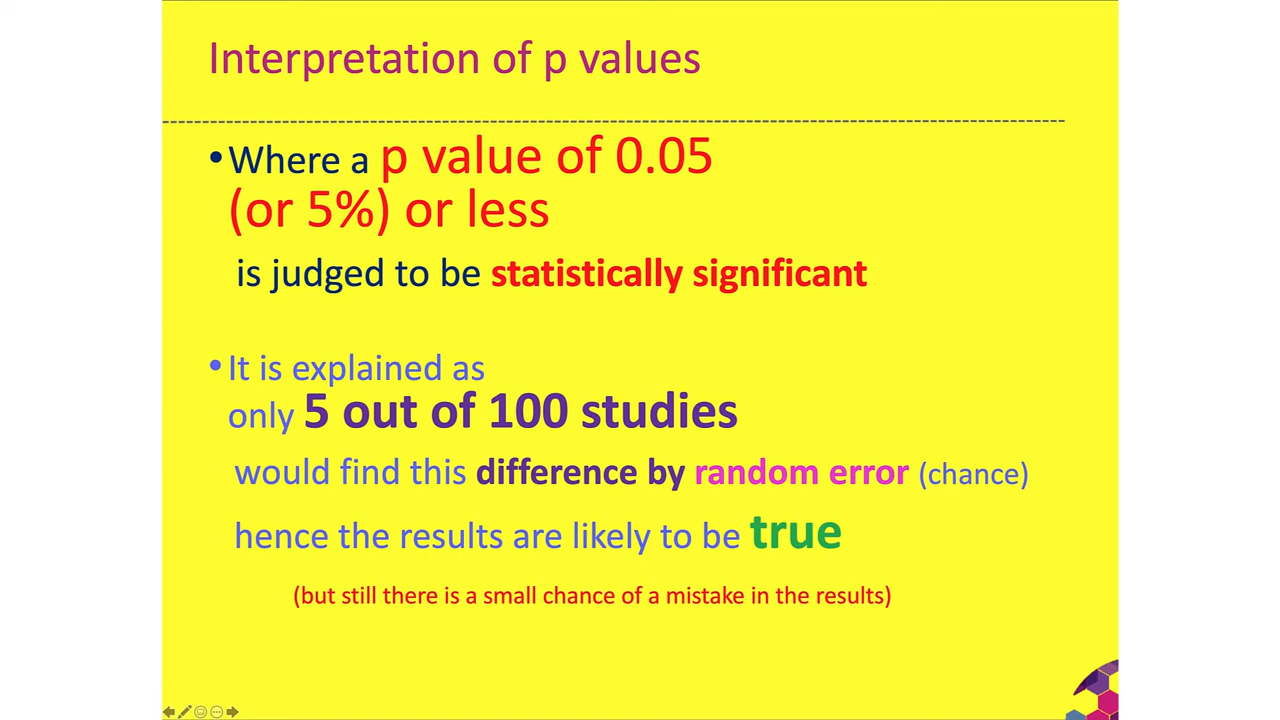 Interpretation of p values
•Where a p value of 0.05
(or 5%) or less
is judged to be statistically significant
•It is explained as
only 5 out of 100 studies
would find this difference by random error (chance)
hence the results are likely to be true
(but still there is a small chance of a mistake in the results)